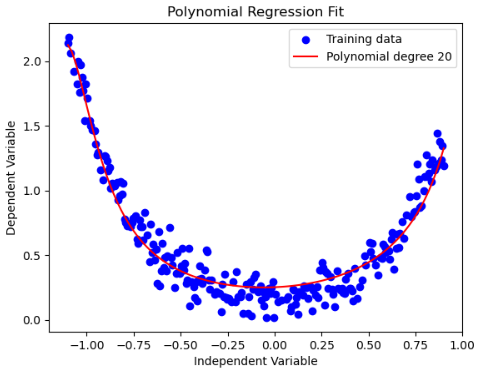 Polynomial Regression Fit
Training data
Polynomial degree 20
Dependent Variable
2.0
1.5
1.0
0.5
0.0
−1.00 −0.75 −0.50 −0.25 0.00 0.25 0.50 0.75 1.00
Independent Variable